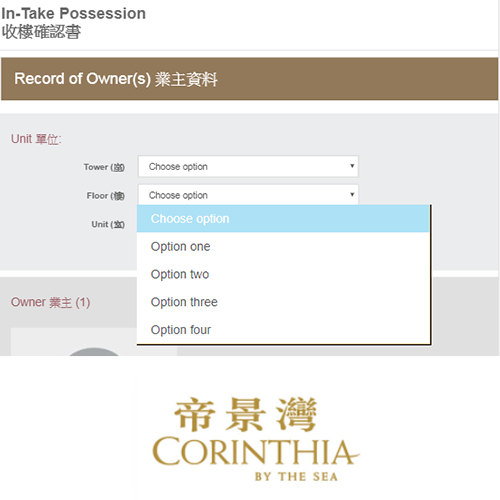 In-Take Possession
收樓確認書
Record of Owner(s) 業主資料
Unit 單位:
Tower (座)
Choose option
Floor (樓)
Choose option
Unit (室)
Choose option
Option one
Option two
Option three
Option four
Owner 業主 (1)
帝景灣
CORINTHIA
BY THE SEA